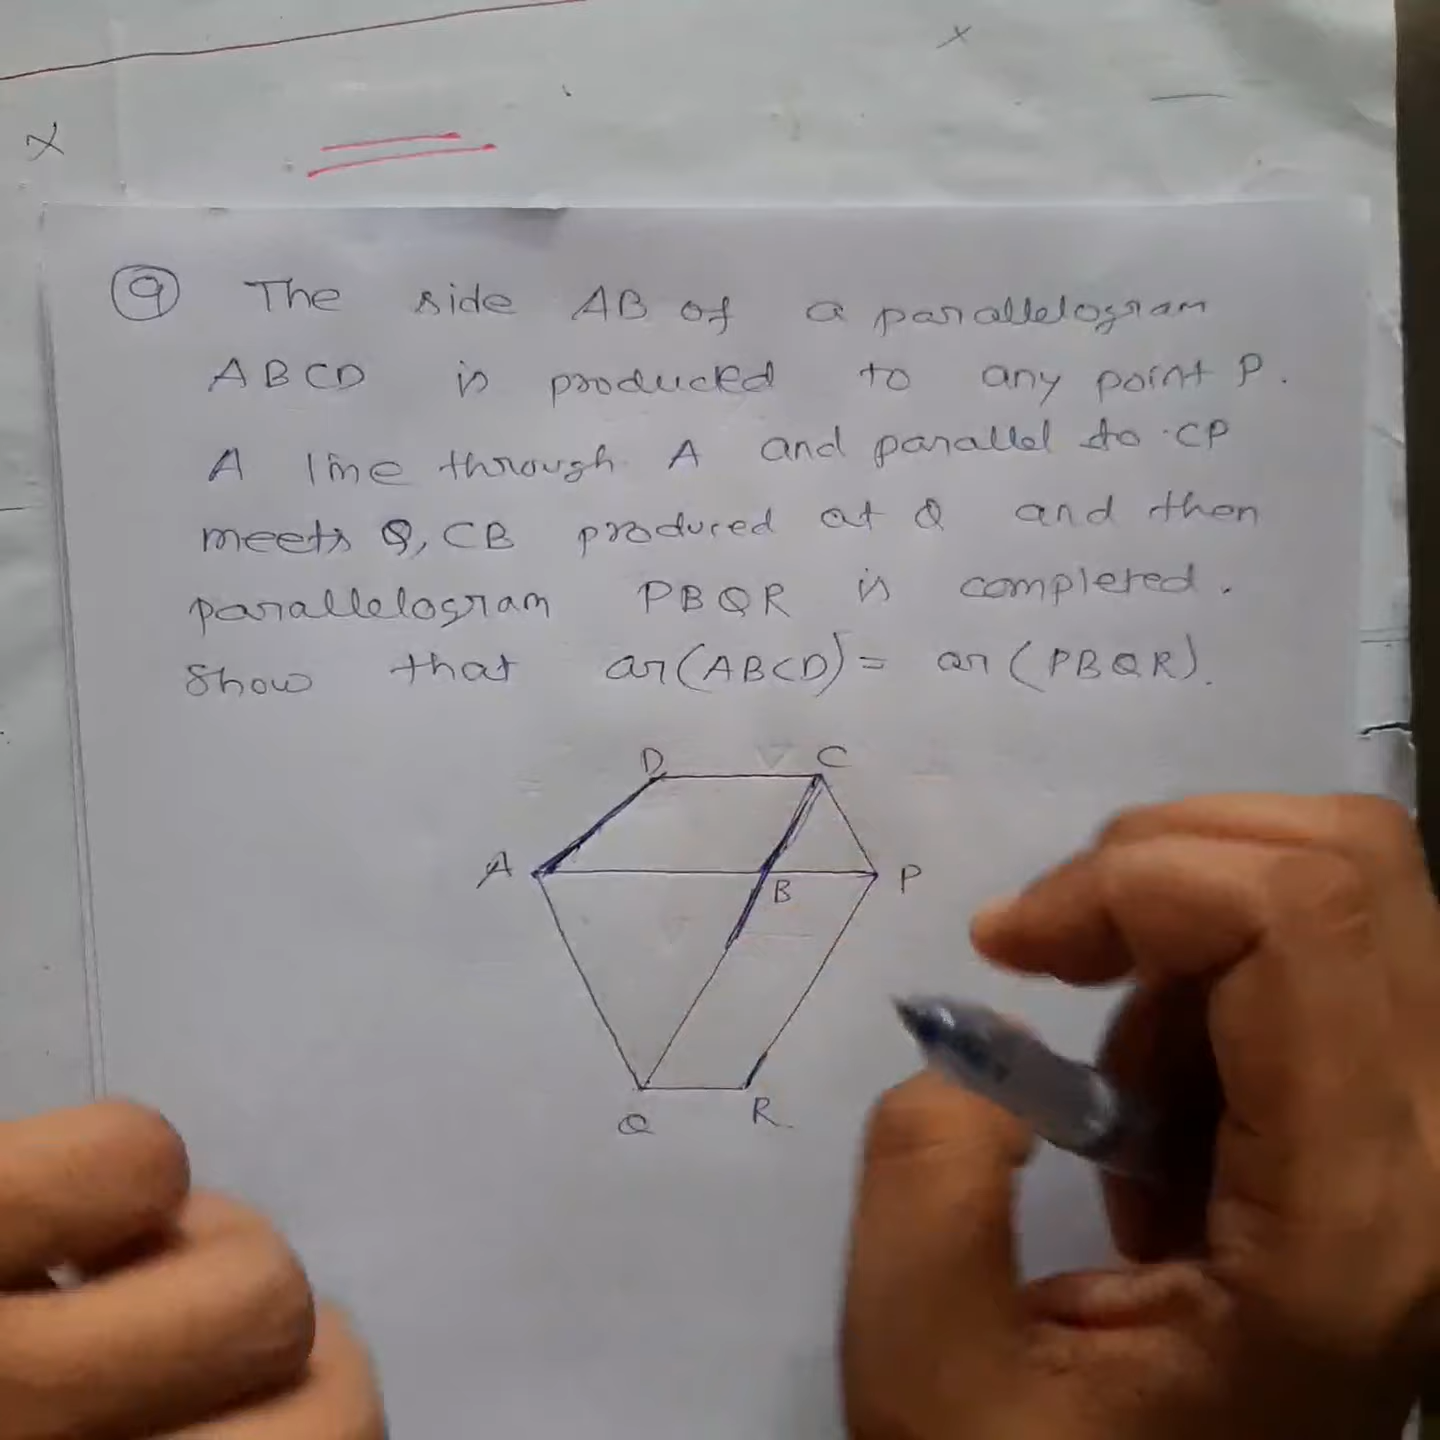 9 The side AB of a parallelogram
ABCD is produced to any point P.
A line through A and parallel to CP
meets Q, CB produced at Q and then
parallelogram PBQR is completed.
Show that ar(ABCD) = ar(PBQR).
D C
A B P
Q R